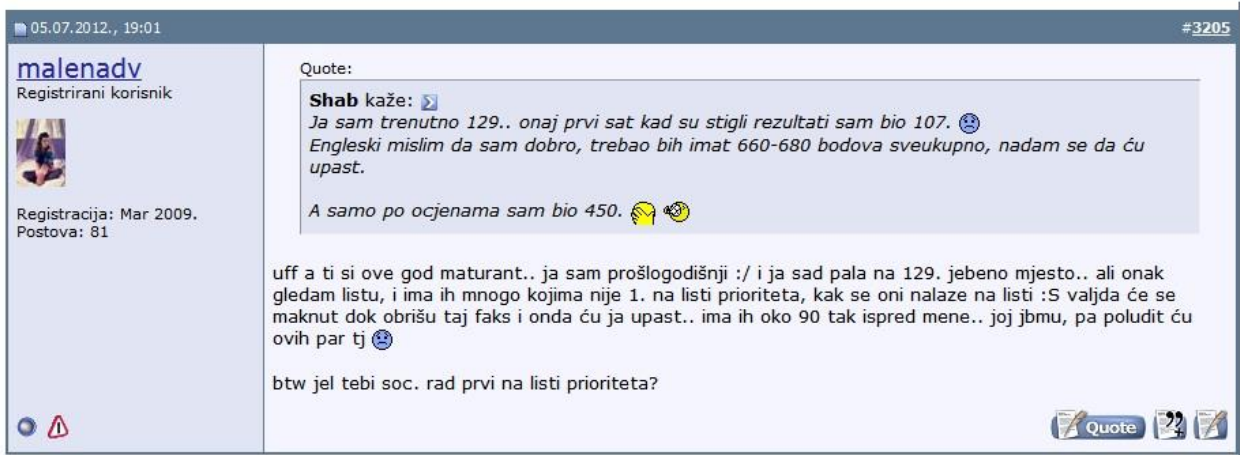 05.07.2012., 19:01
#3205
malenadv
Registrirani korisnik
Registracija: Mar 2009.
Postova: 81
Quote:
Shab kaže:
Ja sam trenutno 129.. onaj prvi sat kad su stigli rezultati sam bio 107.
Engleski mislim da sam dobro, trebao bih imat 660-680 bodova sveukupno, nadam se da ću
upast.
A samo po ocjenama sam bio 450.
uff a ti si ove god maturant.. ja sam prošlogodišnji :/ i ja sad pala na 129. jebeno mjesto.. ali onak
gledam listu, i ima ih mnogo kojima nije 1. na listi prioriteta, kak se oni nalaze na listi :S valjda će se
maknut dok obrišu taj faks i onda ću ja upast.. ima ih oko 90 tak ispred mene.. joj jbmu, pa poludit ću
ovih par tj
btw jel tebi soc. rad prvi na listi prioriteta?
Quote